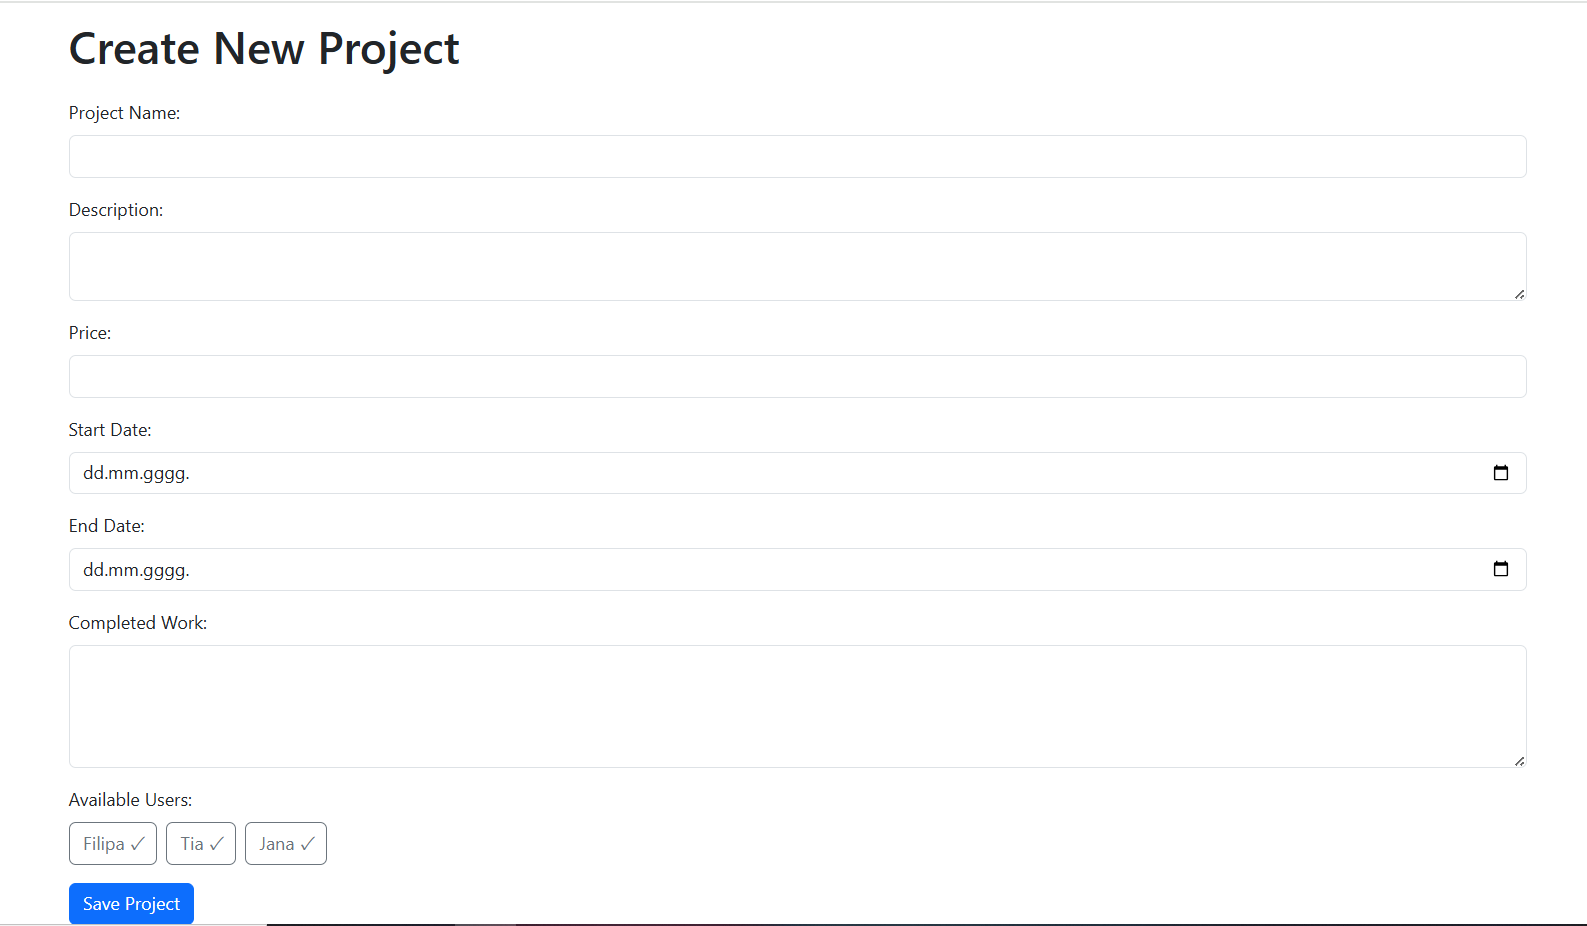 Create New Project
Project Name:
Description:
Price:
Start Date:
dd.mm.gggg.
End Date:
dd.mm.gggg.
Completed Work:
Available Users:
Filipa ✓ Tia ✓ Jana ✓
Save Project